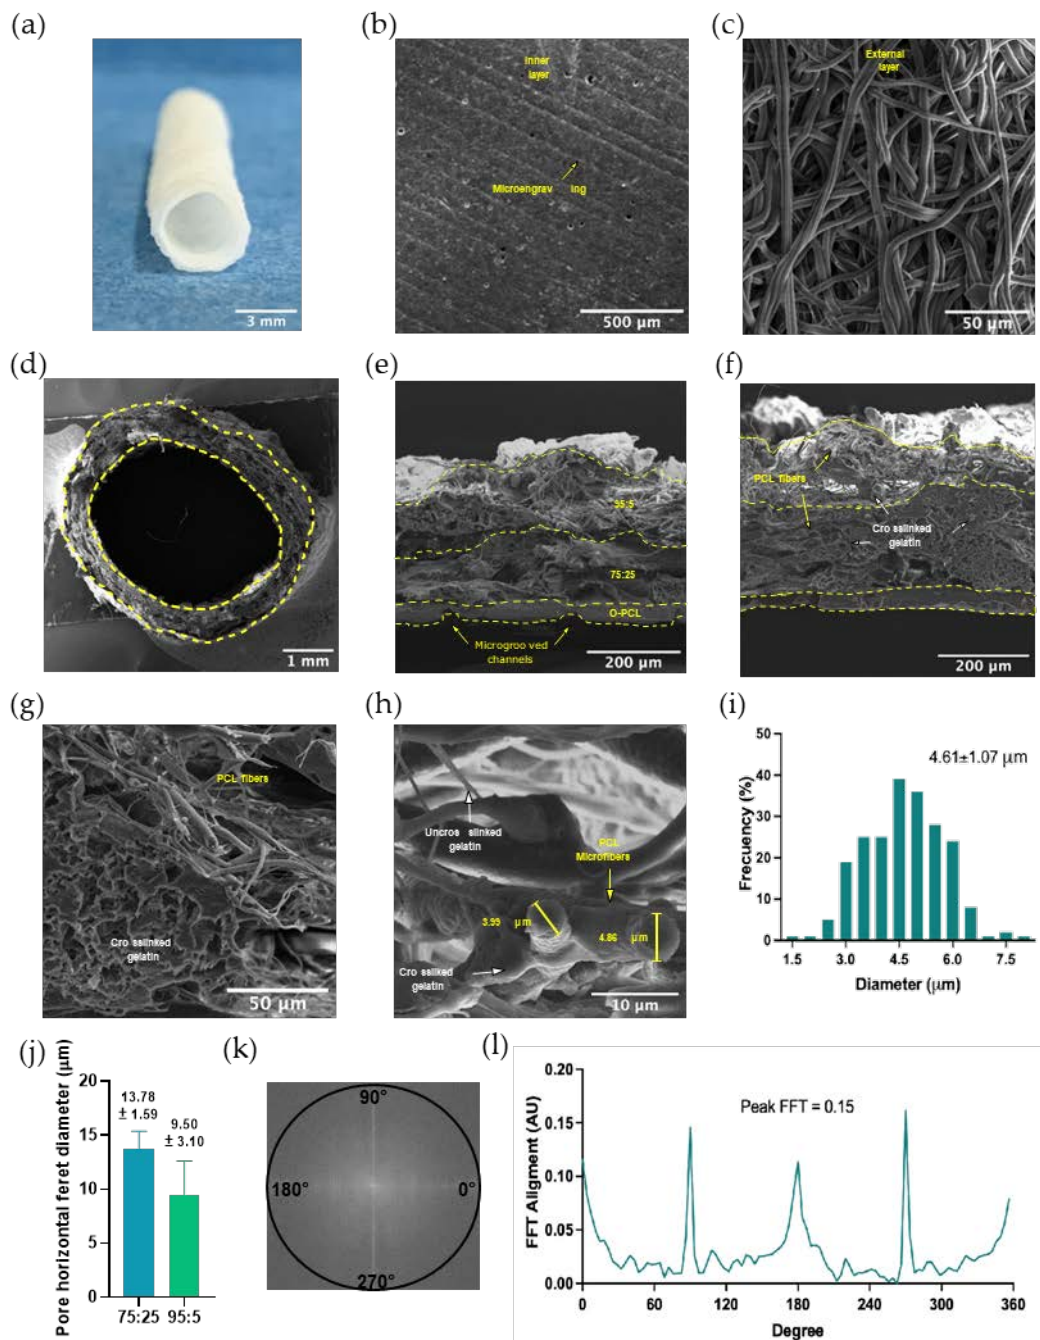 (a)
3 mm
(b)
Inner
layer
Microengrav ing
500 µm
(c)
External
layer
50 µm
(d)
1 mm
(e)
95:5
75:25
O-PCL
Microgroo ved
channels
200 µm
(f)
PCL fibers
Cro sslinked
gelatin
200 µm
(g)
PCL fibers
Cro sslinked
gelatin
50 µm
(h)
Uncros slinked
gelatin
PCL
Microfibers
3.99 µm
4.86 µm
Cro sslinked
gelatin
10 µm
(i)
4.61±1.07 µm
Frecuency (%)
50
40
30
20
10
0
1.5 3.0 4.5 6.0 7.5
Diameter (µm)
(j)
Pore horizontal feret diameter (µm)
20
15
10
5
0
13.78
± 1.59
9.50
± 3.10
75:25 95:5
(k)
90°
180°
0°
270°
(l)
FFT Aligment (AU)
0.20
0.15
0.10
0.05
0.00
Peak FFT = 0.15
0 60 120 180 240 300 360
Degree